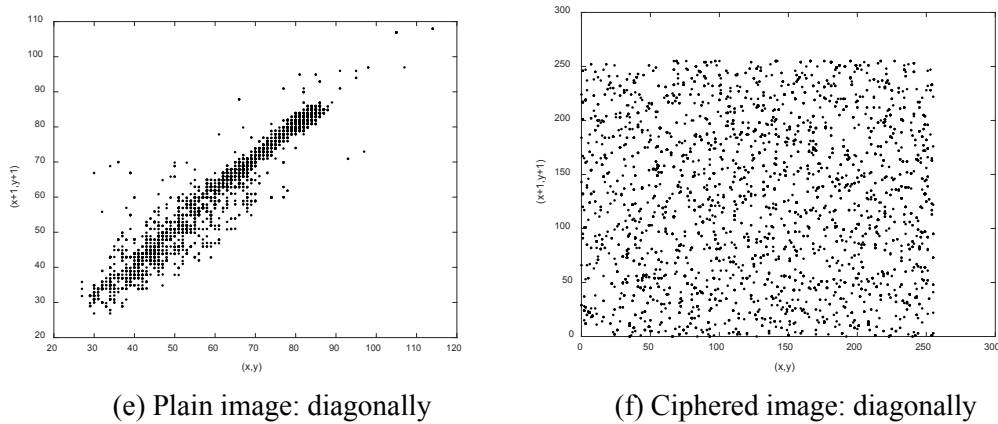 110
100
90
80
70
60
50
40
30
20
(x+1,y+1)
20 30 40 50 60 70 80 90 100 110 120
(x,y)
300
250
200
150
100
50
0
(x+1,y+1)
0 50 100 150 200 250 300
(x,y)
(e) Plain image: diagonally
(f) Ciphered image: diagonally